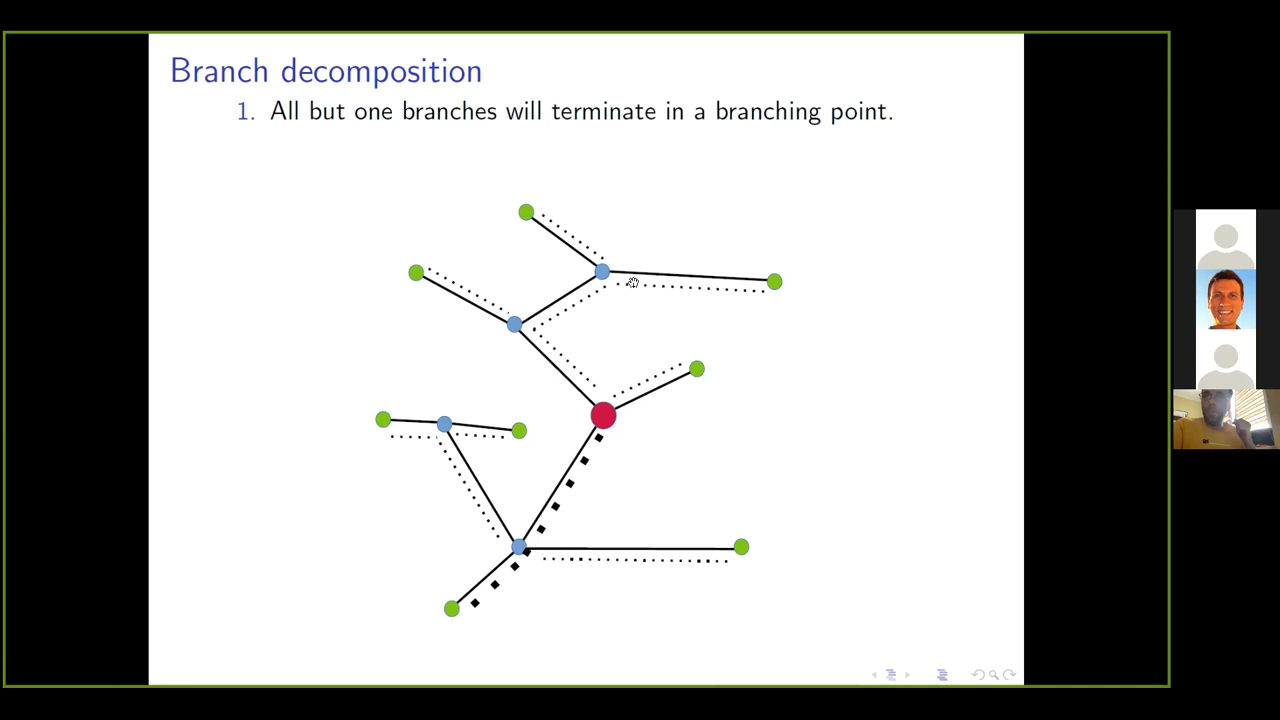 Branch decomposition
1. All but one branches will terminate in a branching point.